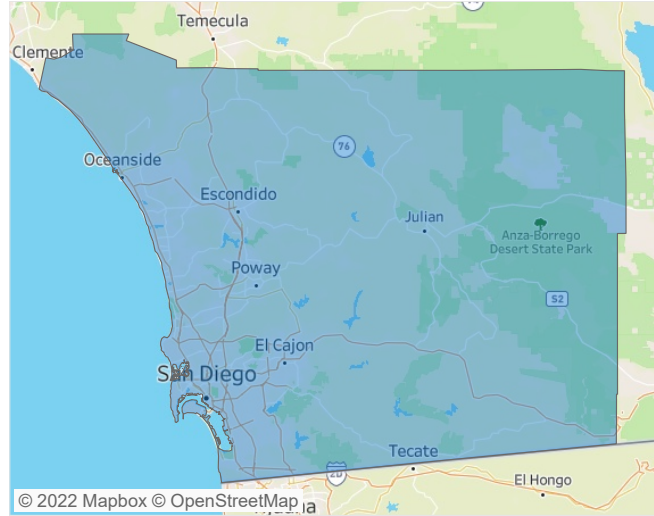 Temecula
Clemente
76
Oceanside
Escondido
Julian
Anza-Borrego
Desert State Park
Poway
S2
El Cajon
San Diego
Tecate
2D
El Hongo
© 2022 Mapbox © OpenStreetMap